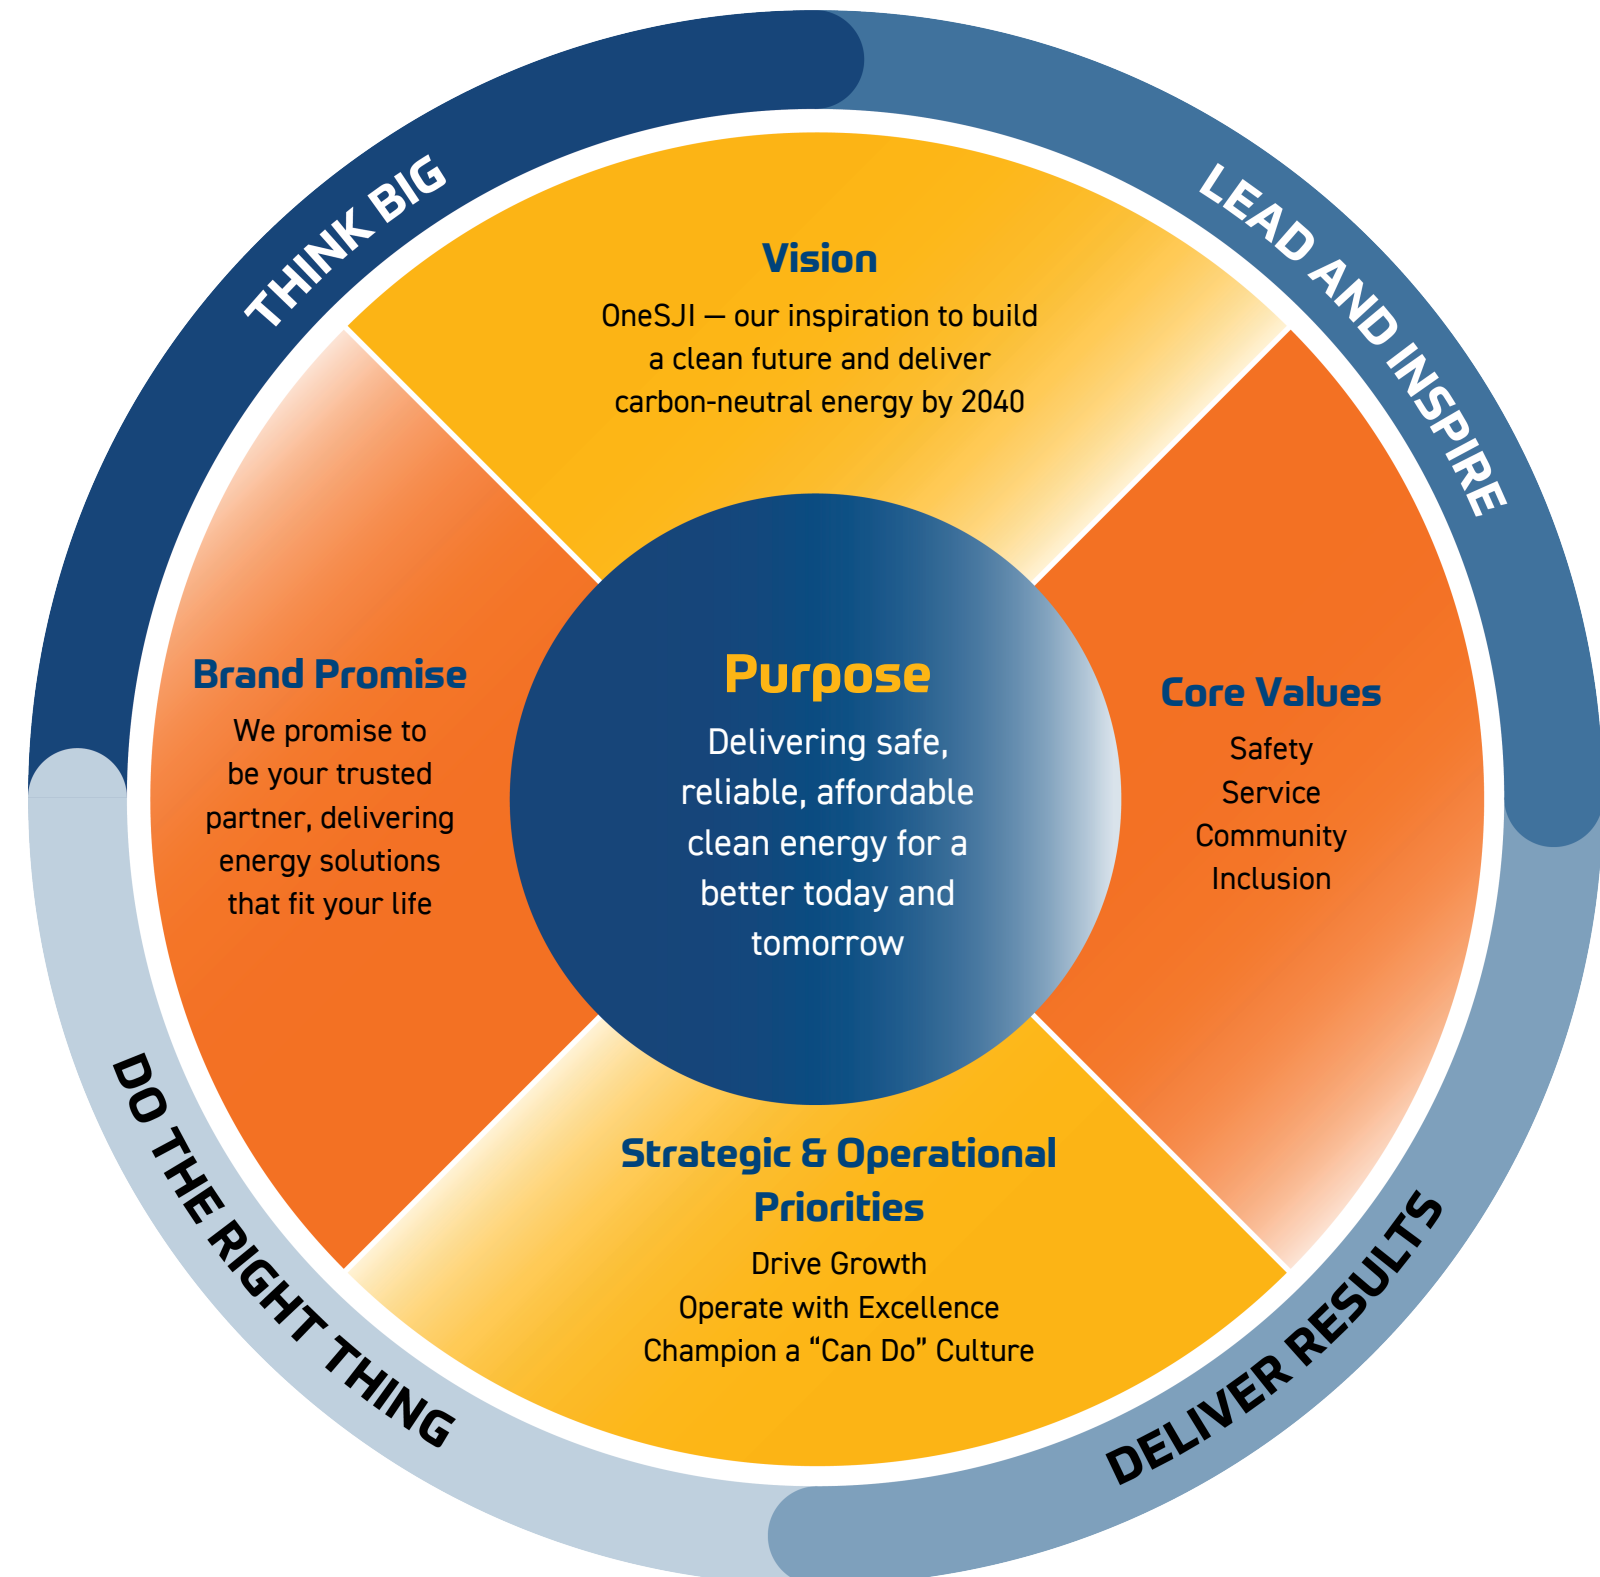 THINK BIG
LEAD AND INSPIRE
Vision
OneSJI — our inspiration to build
a clean future and deliver
carbon-neutral energy by 2040
Brand Promise
We promise to
be your trusted
partner, delivering
energy solutions
that fit your life
Purpose
Delivering safe,
reliable, affordable
clean energy for a
better today and
tomorrow
Core Values
Safety
Service
Community
Inclusion
Strategic & Operational
Priorities
Drive Growth
Operate with Excellence
Champion a “Can Do” Culture
DO THE RIGHT THING
DELIVER RESULTS